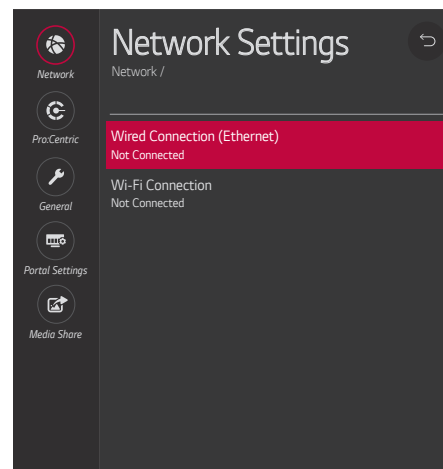 Network Settings
Network /
Network
Pro:Centric
General
Portal Settings
Media Share
Wired Connection (Ethernet)
Not Connected
Wi-Fi Connection
Not Connected